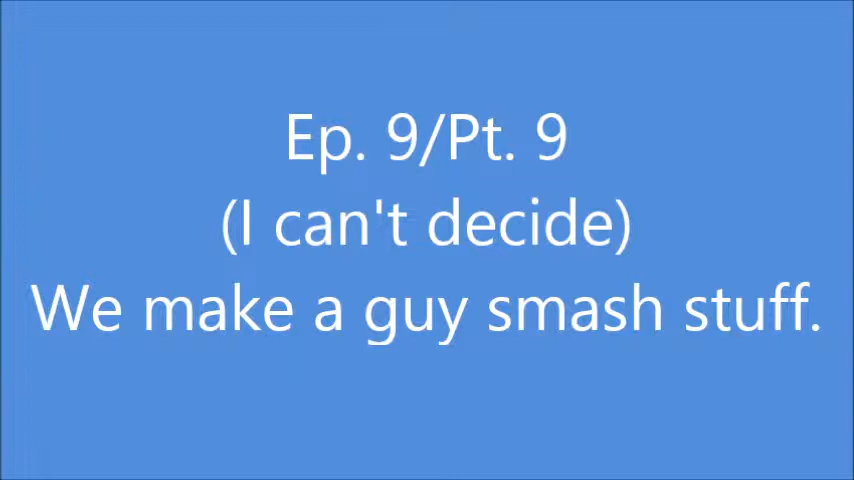 Ep. 9/Pt. 9
(I can't decide)
We make a guy smash stuff.